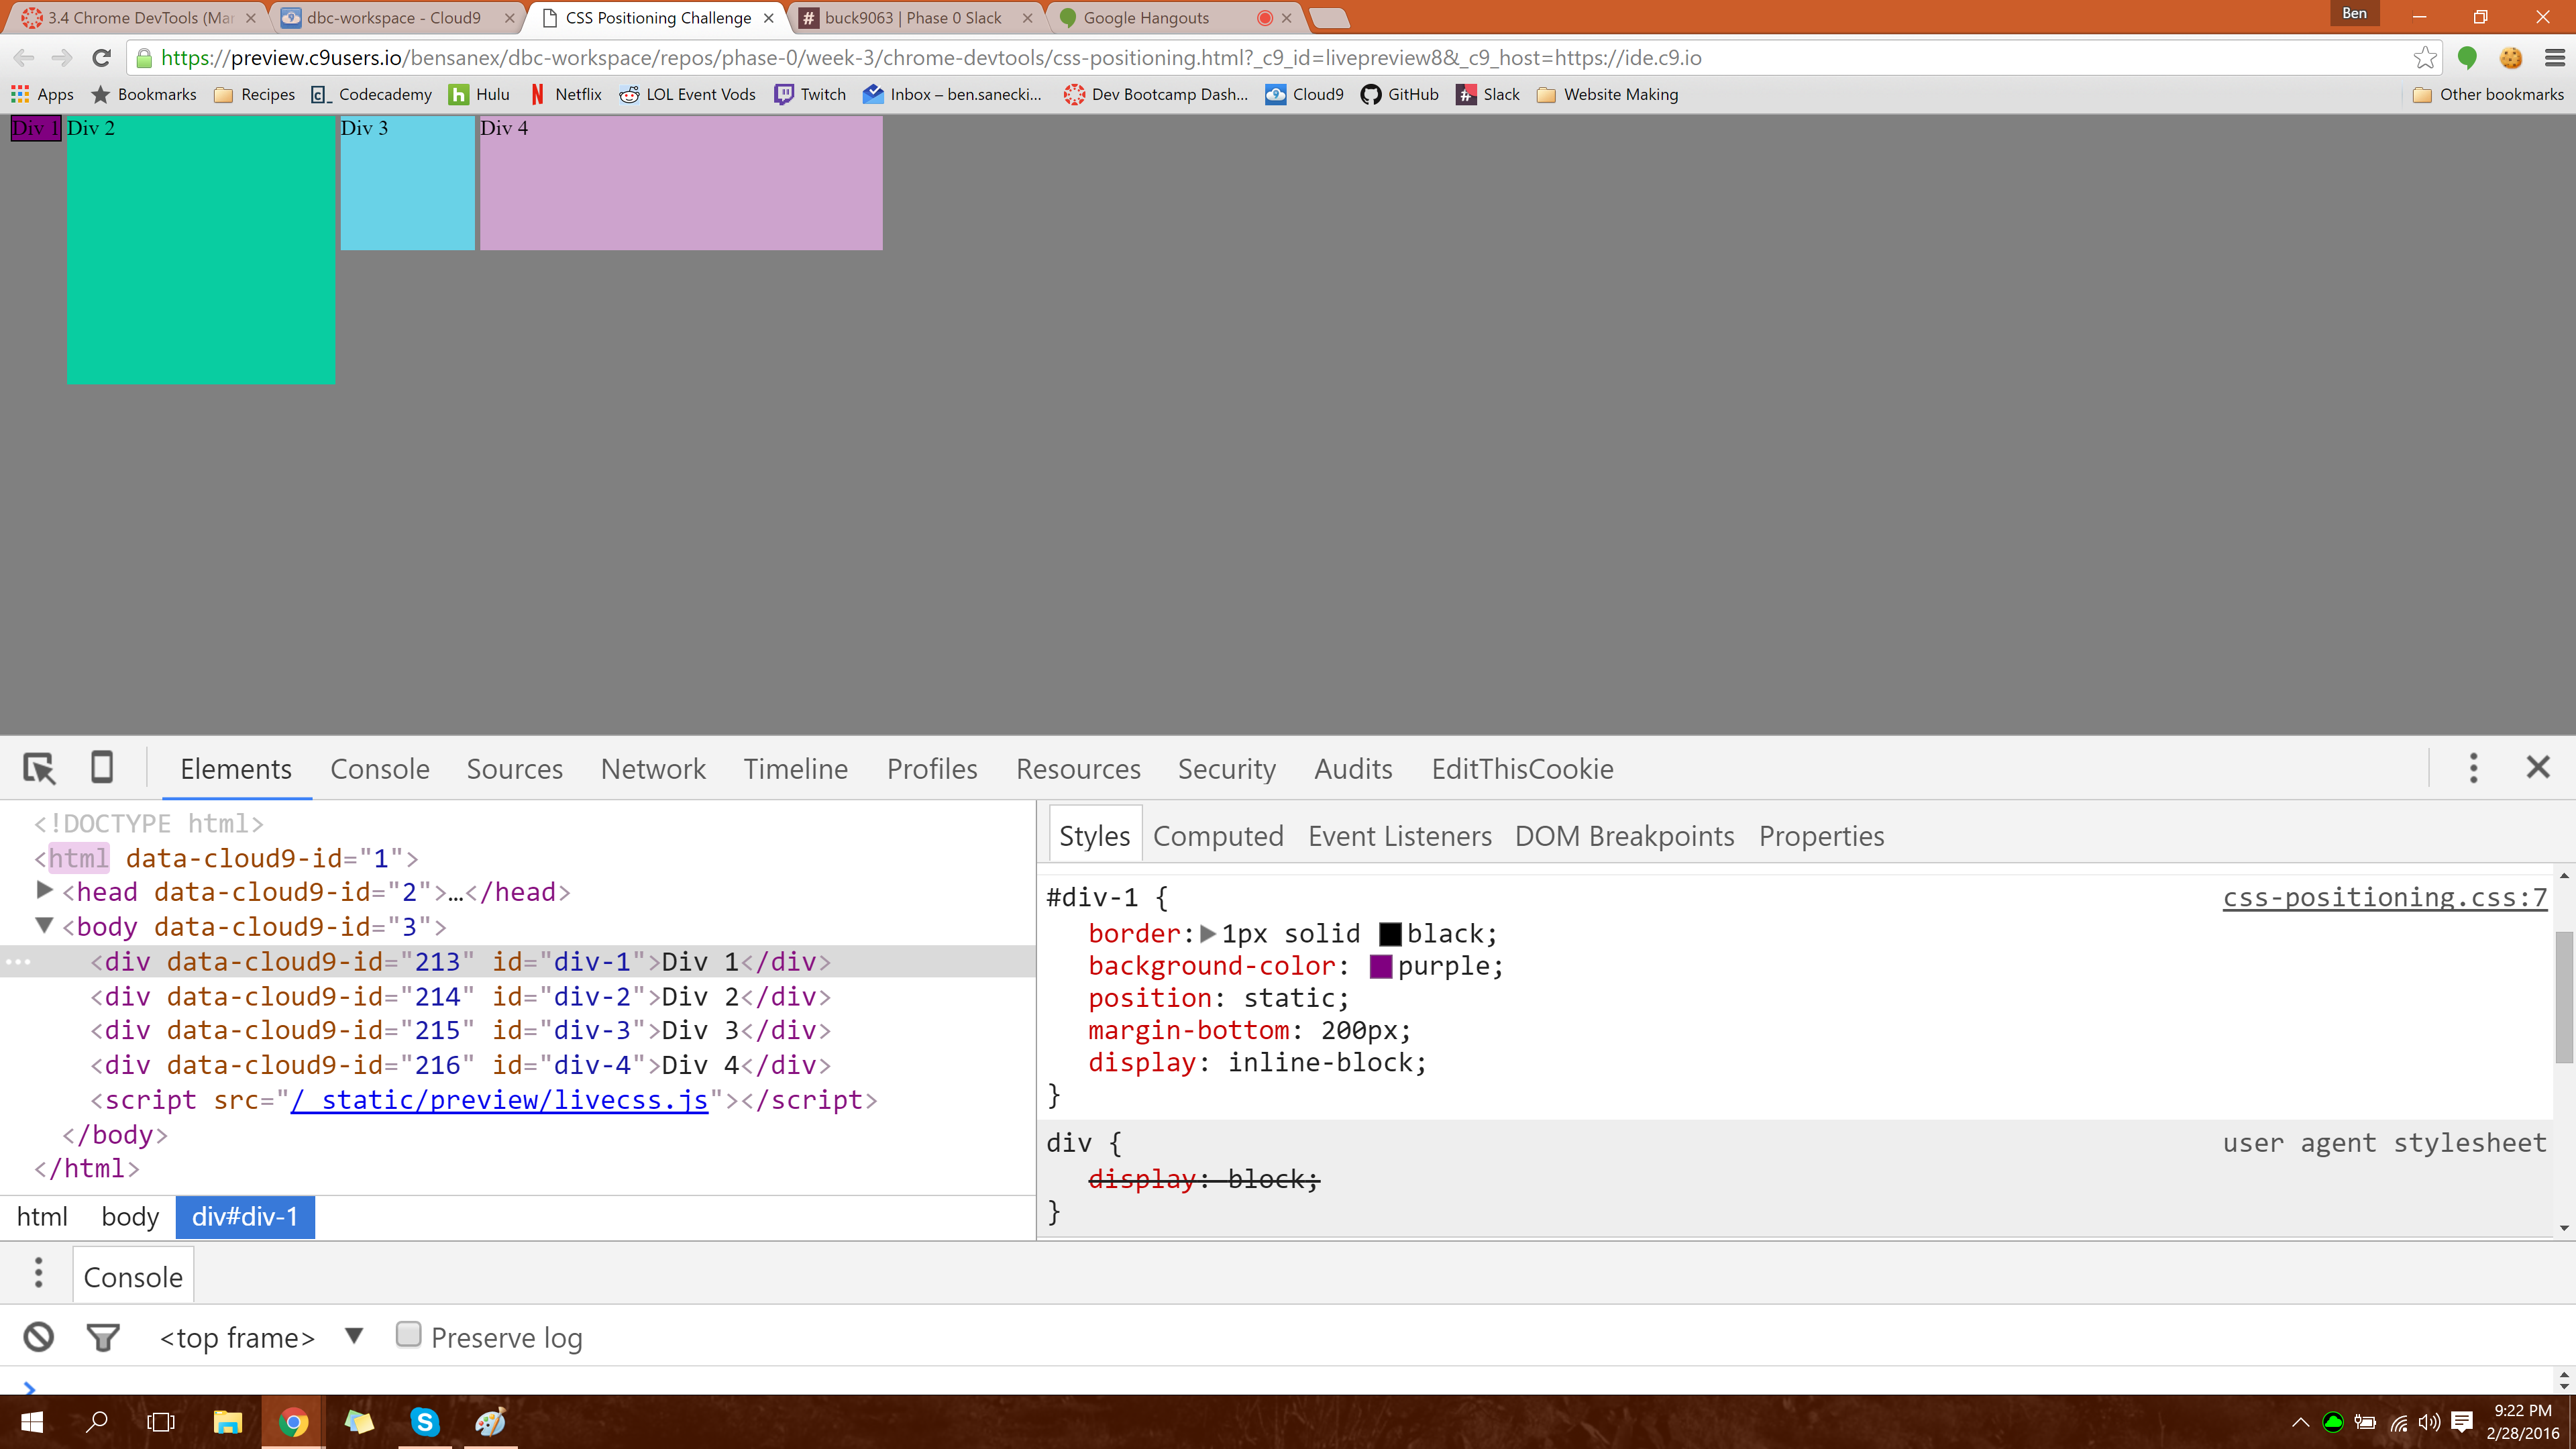 3.4 Chrome DevTools (Mar
dbc-workspace - Cloud9
CSS Positioning Challenge
buck9063 | Phase 0 Slack
Google Hangouts
Ben
https://preview.c9users.io/bensanex/dbc-workspace/repos/phase-0/week-3/chrome-devtools/css-positioning.html?_c9_id=livepreview8&_c9_host=https://ide.c9.io
Apps Bookmarks Recipes Codecademy Hulu Netflix LOL Event Vods Twitch Inbox – ben.sanecki... Dev Bootcamp Dash... Cloud9 GitHub Slack Website Making Other bookmarks
Div 1 Div 2 Div 3 Div 4
Elements Console Sources Network Timeline Profiles Resources Security Audits EditThisCookie
<!DOCTYPE html>
<html data-cloud9-id="1">
<head data-cloud9-id="2">…</head>
<body data-cloud9-id="3">
<div data-cloud9-id="213" id="div-1">Div 1</div>
<div data-cloud9-id="214" id="div-2">Div 2</div>
<div data-cloud9-id="215" id="div-3">Div 3</div>
<div data-cloud9-id="216" id="div-4">Div 4</div>
<script src="/_static/preview/livecss.js"></script>
</body>
</html>
html body div#div-1
Styles Computed Event Listeners DOM Breakpoints Properties
#div-1 { css-positioning.css:7
border: 1px solid black;
background-color: purple;
position: static;
margin-bottom: 200px;
display: inline-block;
}
div { user agent stylesheet
display: block;
}
Console
<top frame> Preserve log
9:22 PM
2/28/2016